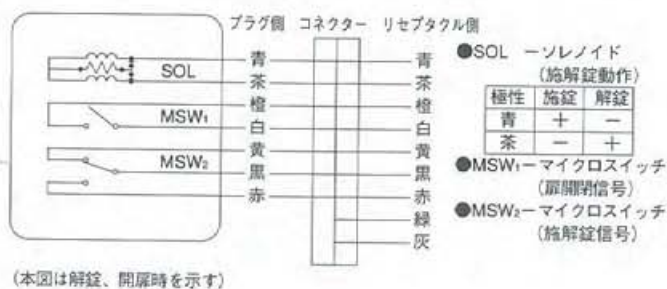 プラグ側 コネクター リセプタクル側
青 青
SOL
茶 茶
橙 橙
MSW₁
白 白
黄 黄
MSW₂
黒 黒
赤 赤
緑
灰
●SOL ーソレノイド
(施解錠動作)
極性 施錠 解錠
青 + −
茶 − +
●MSW₁ーマイクロスイッチ
(扉開閉信号)
●MSW₂ーマイクロスイッチ
(施解錠信号)
(本図は解錠、開扉時を示す)